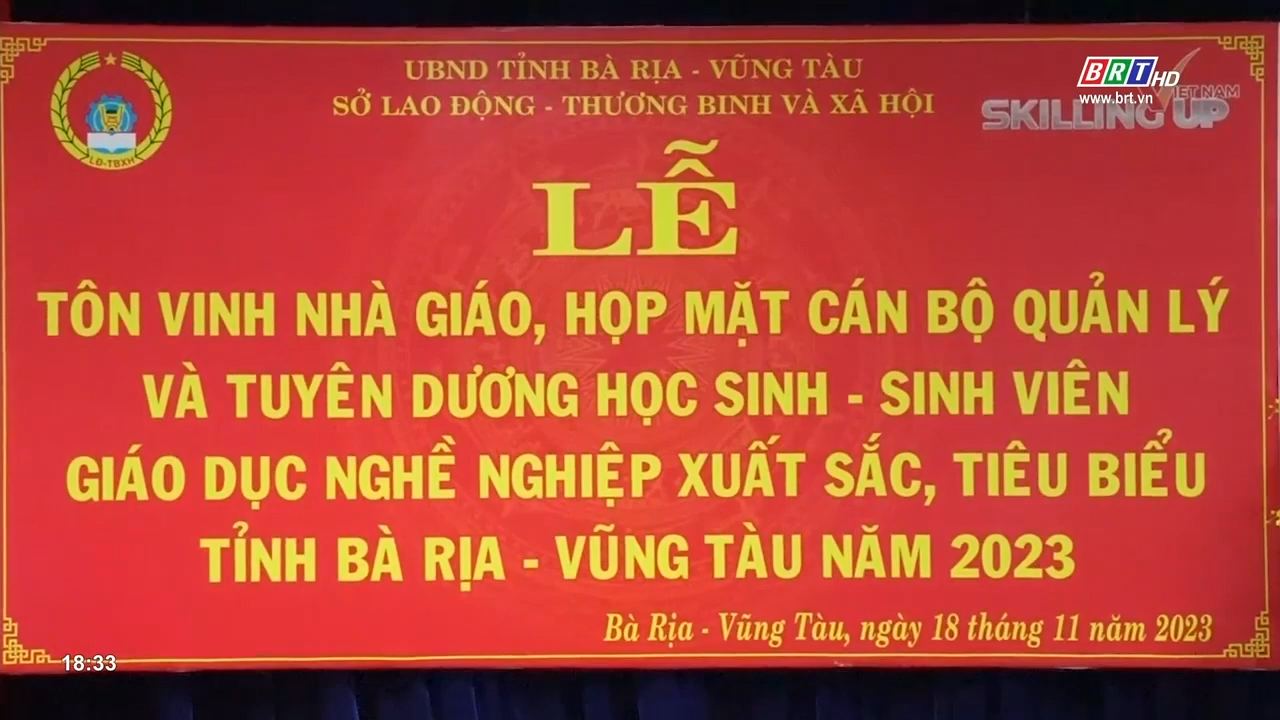 UBND TỈNH BÀ RỊA - VŨNG TÀU
SỞ LAO ĐỘNG - THƯƠNG BINH VÀ XÃ HỘI
LĐ-TBXH
BRT HD
www.brt.vn
VIETNAM
SKILLING UP
LỄ
TÔN VINH NHÀ GIÁO, HỌP MẶT CÁN BỘ QUẢN LÝ
VÀ TUYÊN DƯƠNG HỌC SINH - SINH VIÊN
GIÁO DỤC NGHỀ NGHIỆP XUẤT SẮC, TIÊU BIỂU
TỈNH BÀ RỊA - VŨNG TÀU NĂM 2023
Bà Rịa - Vũng Tàu, ngày 18 tháng 11 năm 2023
18:33